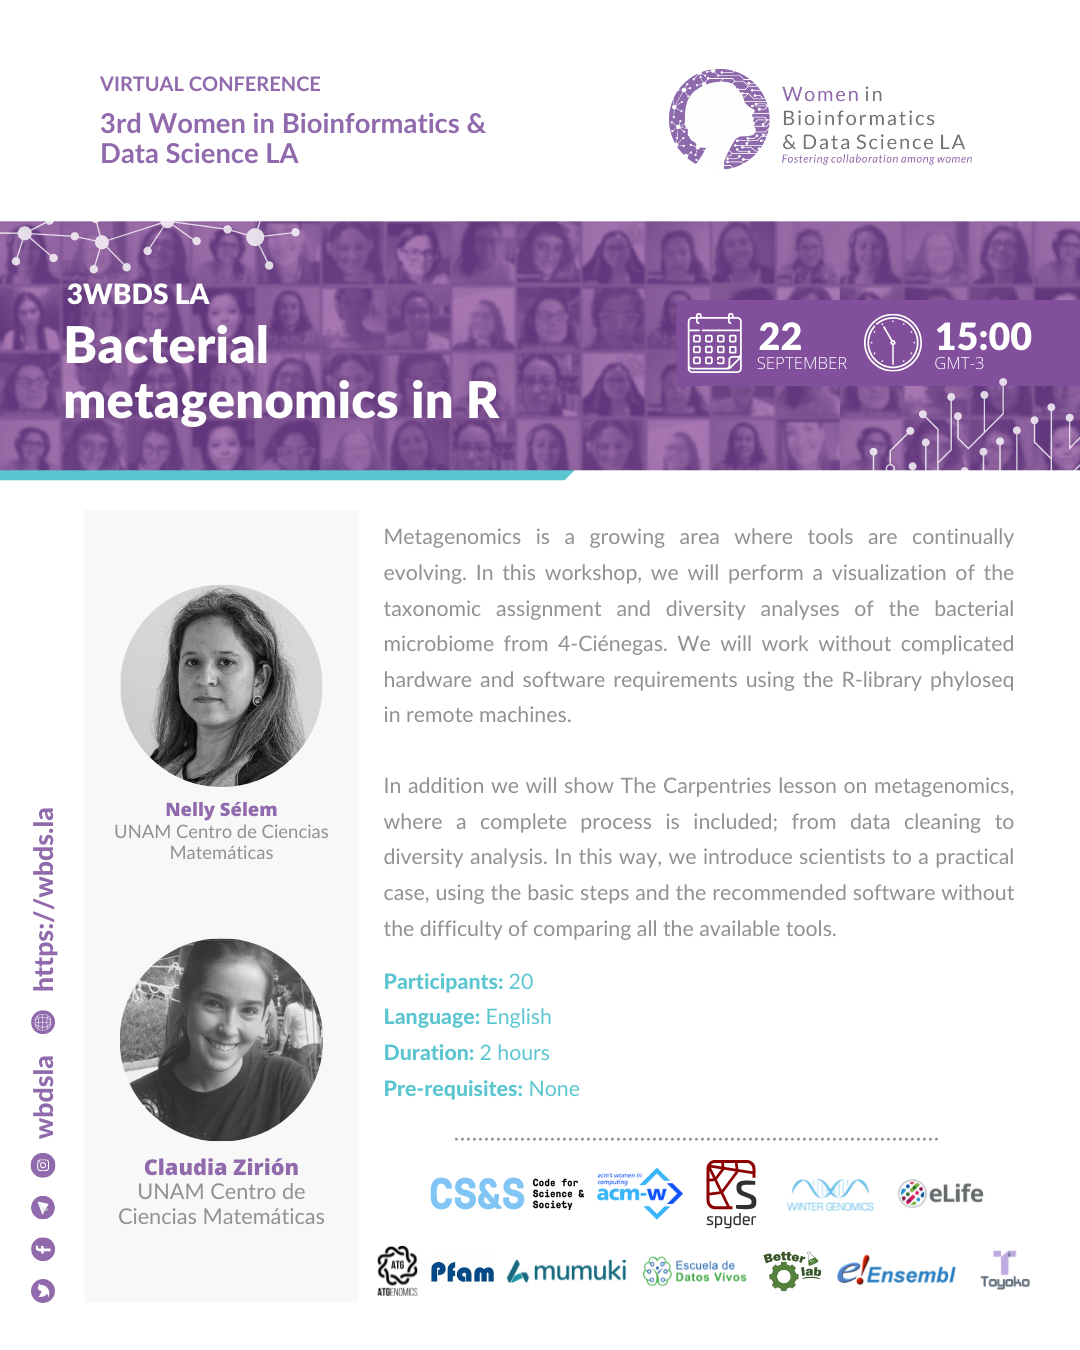 VIRTUAL CONFERENCE
3rd Women in Bioinformatics &
Data Science LA
Women in
Bioinformatics
& Data Science LA
Fostering collaboration among women
3WBDS LA
Bacterial
metagenomics in R
22
SEPTEMBER
15:00
GMT-3
Nelly Sélem
UNAM Centro de Ciencias
Matemáticas
Claudia Zirión
UNAM Centro de
Ciencias Matemáticas
https://wbds.la
wbdsla
Metagenomics is a growing area where tools are continually
evolving. In this workshop, we will perform a visualization of the
taxonomic assignment and diversity analyses of the bacterial
microbiome from 4-Ciénegas. We will work without complicated
hardware and software requirements using the R-library phyloseq
in remote machines.
In addition we will show The Carpentries lesson on metagenomics,
where a complete process is included; from data cleaning to
diversity analysis. In this way, we introduce scientists to a practical
case, using the basic steps and the recommended software without
the difficulty of comparing all the available tools.
Participants: 20
Language: English
Duration: 2 hours
Pre-requisites: None
CS&S
Code for
Science &
Society
acm's women in
computing
acm-w
S
spyder
WINTER GENOMICS
eLife
ATG
ATGENOMICS
Pfam
mumuki
Escuela de
Datos Vivos
Better
lab
e!Ensembl
Toyoko